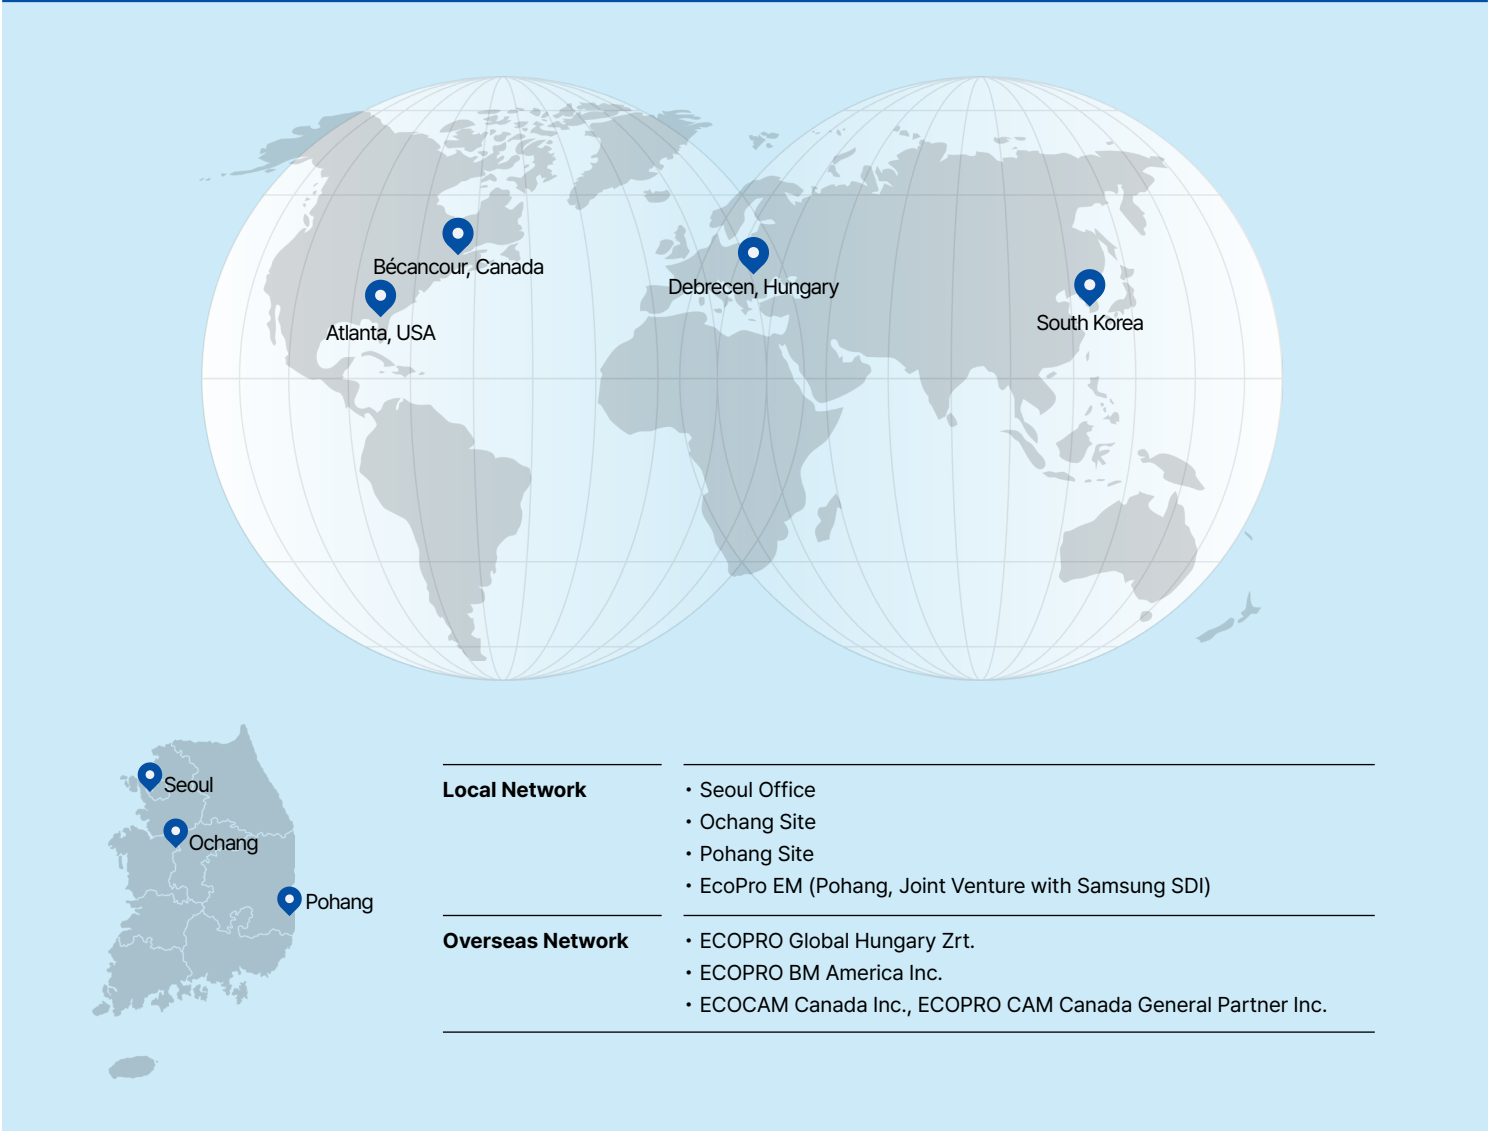 Bécancour, Canada
Atlanta, USA
Debrecen, Hungary
South Korea
Seoul
Ochang
Pohang
Local Network
• Seoul Office
• Ochang Site
• Pohang Site
• EcoPro EM (Pohang, Joint Venture with Samsung SDI)
Overseas Network
• ECOPRO Global Hungary Zrt.
• ECOPRO BM America Inc.
• ECOCAM Canada Inc., ECOPRO CAM Canada General Partner Inc.